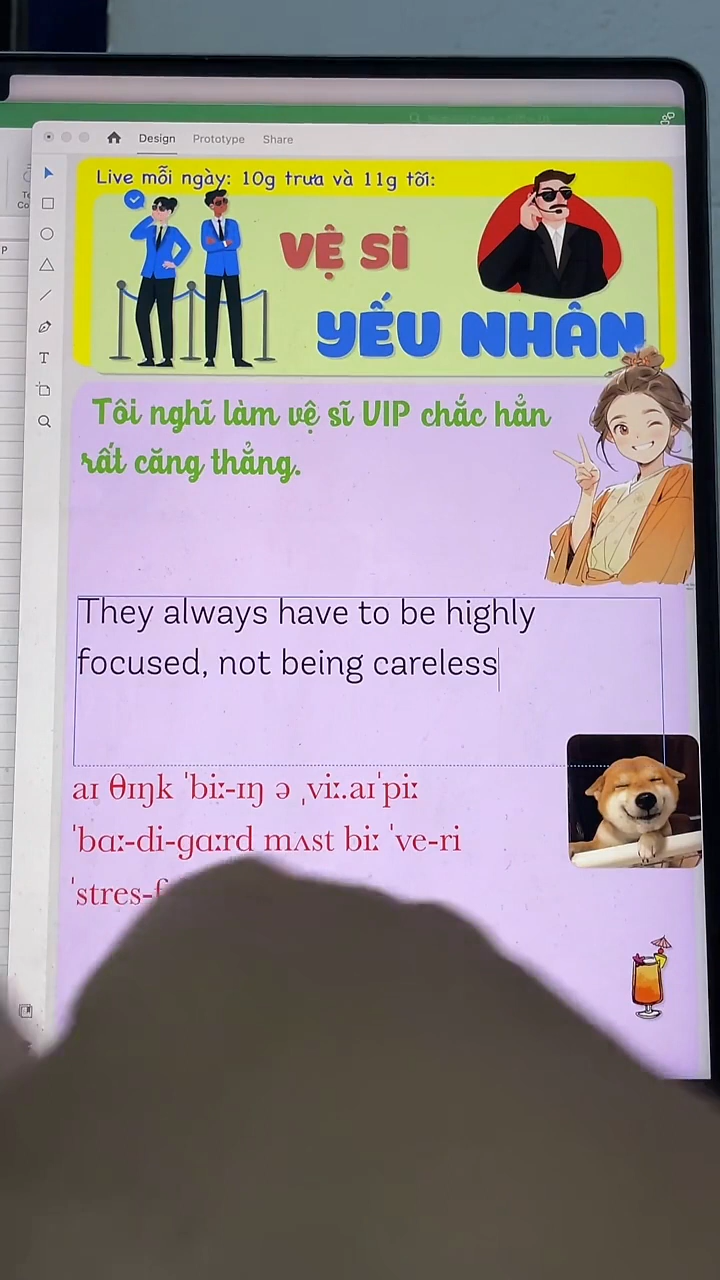 Design Prototype Share
Live mỗi ngày: 10g trưa và 11g tối:
VỆ SĨ
YẾU NHÂN
Tôi nghĩ làm vệ sĩ VIP chắc hẳn
rất căng thẳng.
They always have to be highly
focused, not being careless
aɪ θɪŋk ˈbiː-ɪŋ ə ˌviː.aɪˈpiː
ˈbɑː-di-gɑːrd mʌst biː ˈve-ri
ˈstres-f